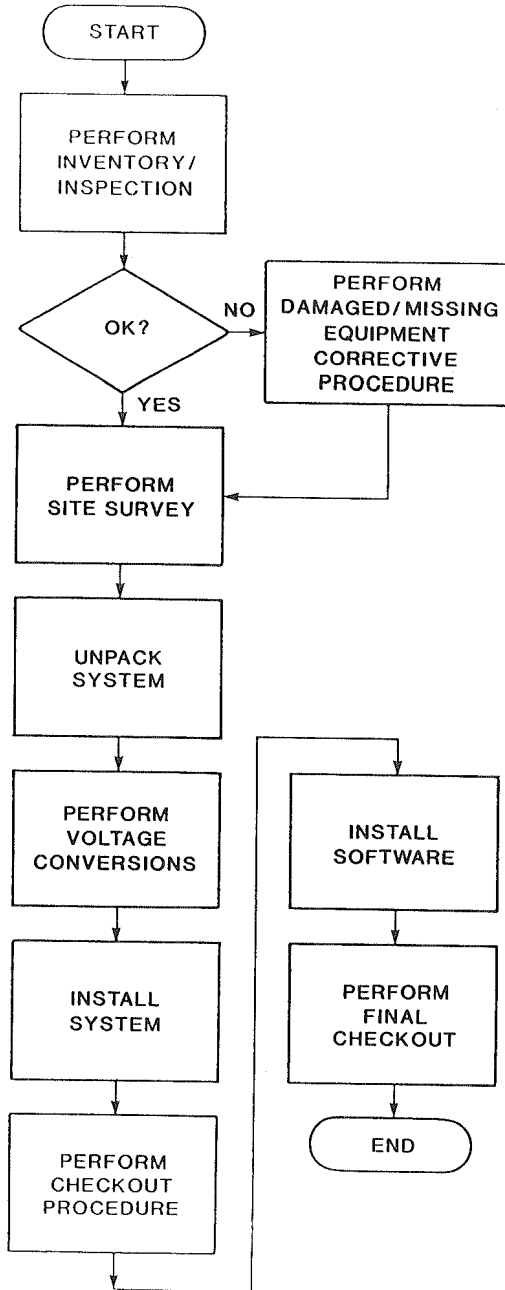 START
PERFORM
INVENTORY/
INSPECTION
OK?
NO
PERFORM
DAMAGED/MISSING
EQUIPMENT
CORRECTIVE
PROCEDURE
YES
PERFORM
SITE SURVEY
UNPACK
SYSTEM
PERFORM
VOLTAGE
CONVERSIONS
INSTALL
SYSTEM
PERFORM
CHECKOUT
PROCEDURE
INSTALL
SOFTWARE
PERFORM
FINAL
CHECKOUT
END